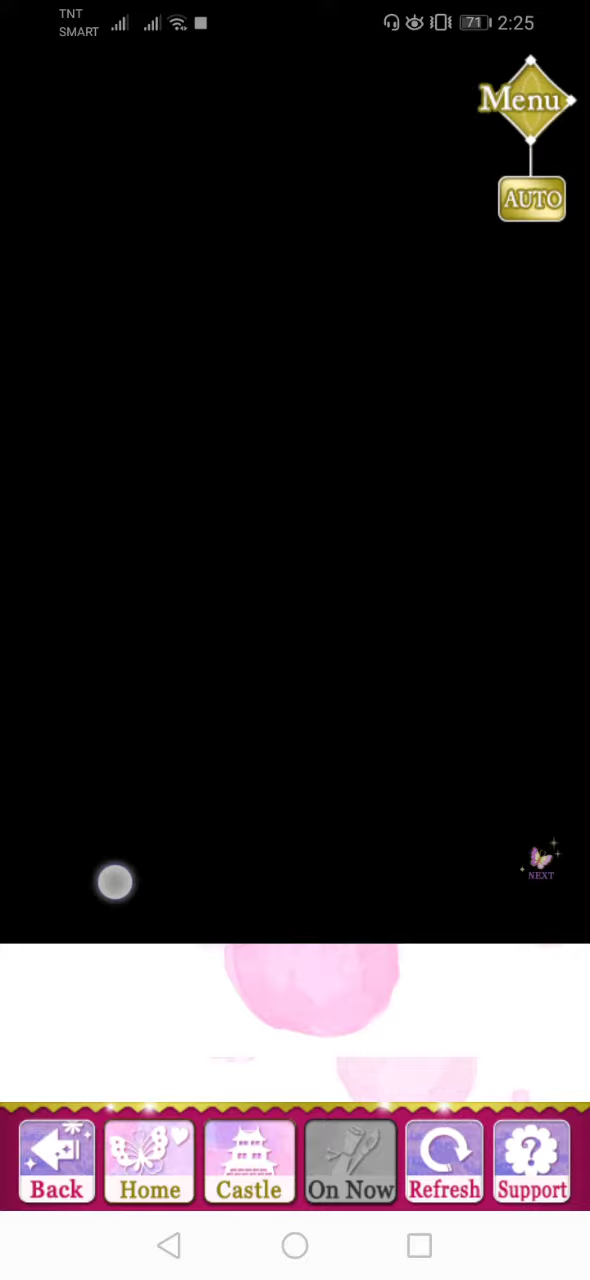 TNT
SMART
71 2:25
Menu
AUTO
NEXT
Back Home Castle On Now Refresh Support